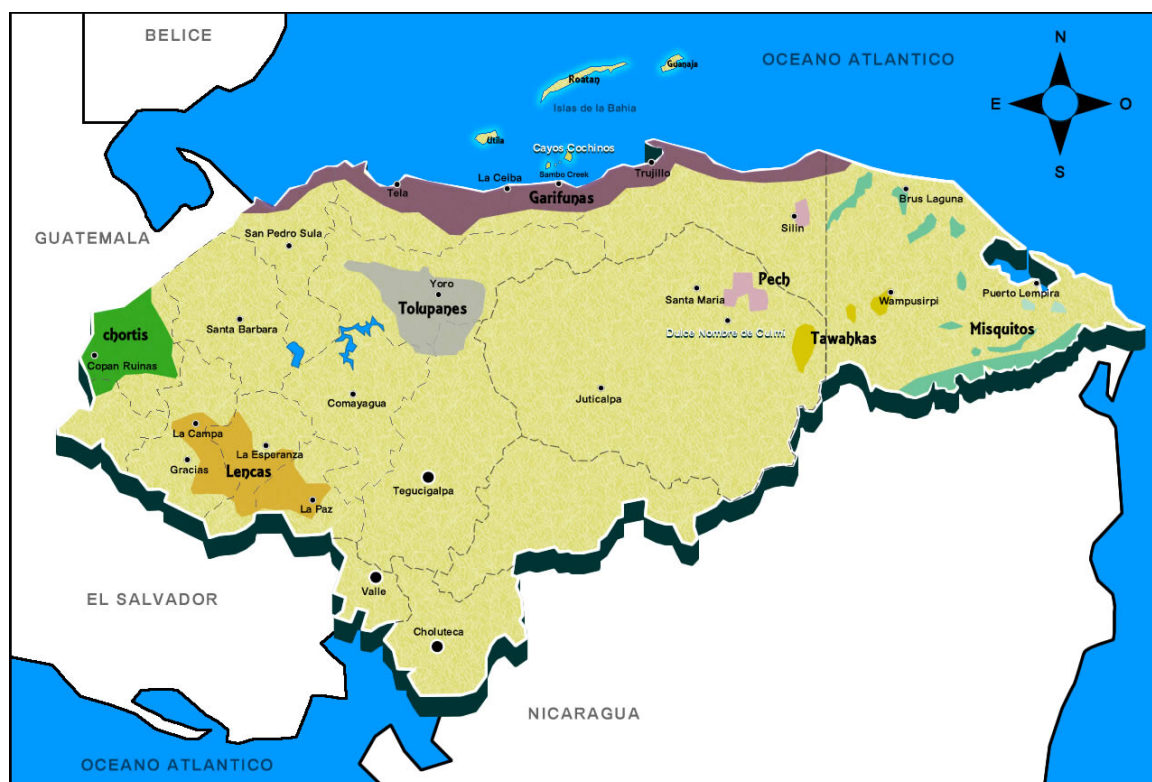 BELICE
N
OCEANO ATLANTICO
Guanaja
Roatan
E
O
Islas de la Bahia
Utila
Cayos Cochinos
S
Sambo Creek
Trujillo
La Ceiba
Tela
Garifunas
Brus Laguna
GUATEMALA
San Pedro Sula
Silin
Yoro
Pech
Tolupanes
Santa Maria
Wampusirpi
Puerto Lempira
chortis
Santa Barbara
Dulce Nombre de Culmi
Tawahkas
Misquitos
Copan Ruinas
Comayagua
Juticalpa
La Campa
La Esperanza
Gracias
Lencas
Tegucigalpa
La Paz
Valle
EL SALVADOR
Choluteca
NICARAGUA
OCEANO ATLANTICO